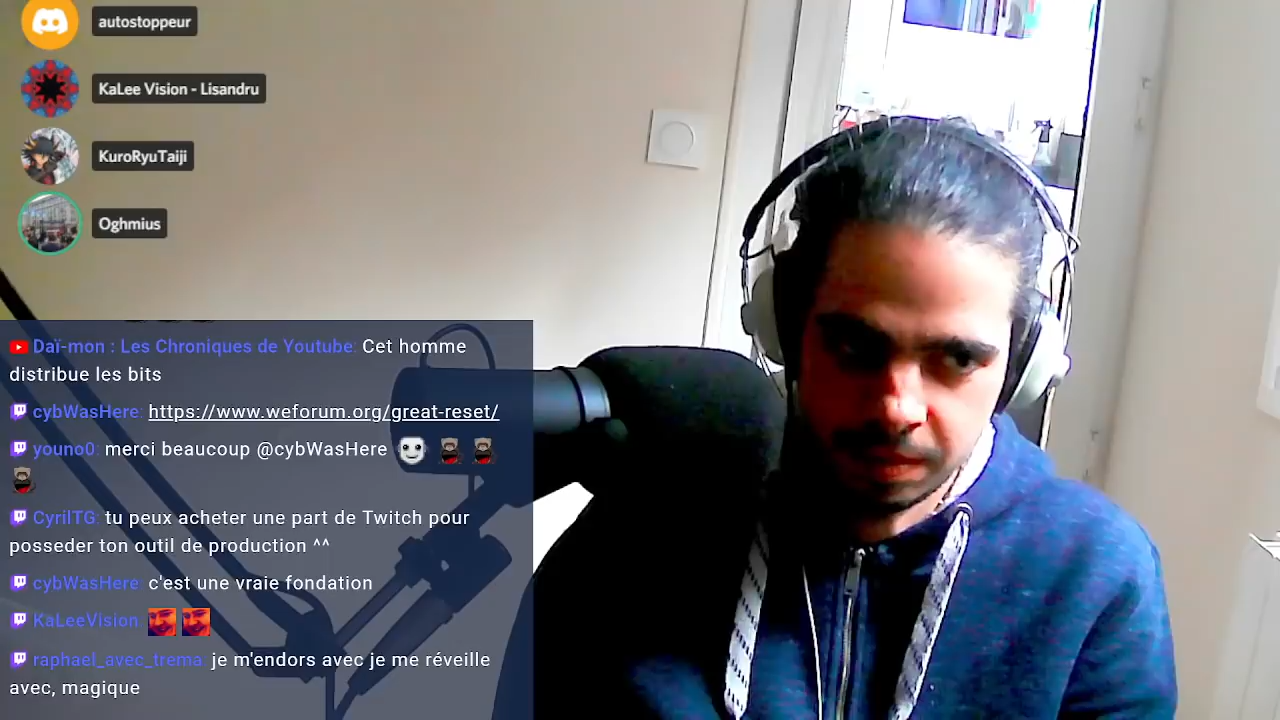 autostoppeur
KaLee Vision - Lisandru
KuroRyuTaiji
Oghmius
Daï-mon : Les Chroniques de Youtube: Cet homme
distribue les bits
cybWasHere: https://www.weforum.org/great-reset/
youno0: merci beaucoup @cybWasHere
CyrilTG: tu peux acheter une part de Twitch pour
posseder ton outil de production ^^
cybWasHere: c'est une vraie fondation
KaLeeVision:
raphael_avec_trema: je m'endors avec je me réveille
avec, magique